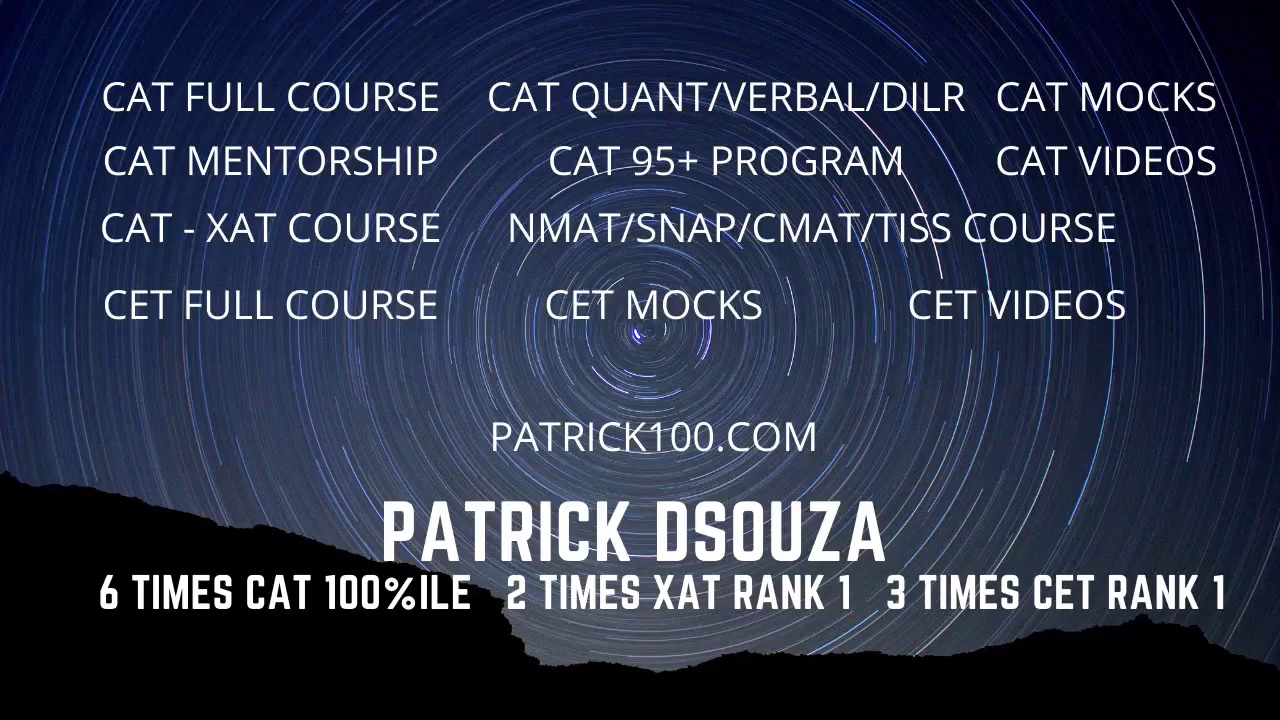 CAT FULL COURSE CAT QUANT/VERBAL/DILR CAT MOCKS
CAT MENTORSHIP CAT 95+ PROGRAM CAT VIDEOS
CAT - XAT COURSE NMAT/SNAP/CMAT/TISS COURSE
CET FULL COURSE CET MOCKS CET VIDEOS
PATRICK100.COM
PATRICK DSOUZA
6 TIMES CAT 100%ILE 2 TIMES XAT RANK 1 3 TIMES CET RANK 1